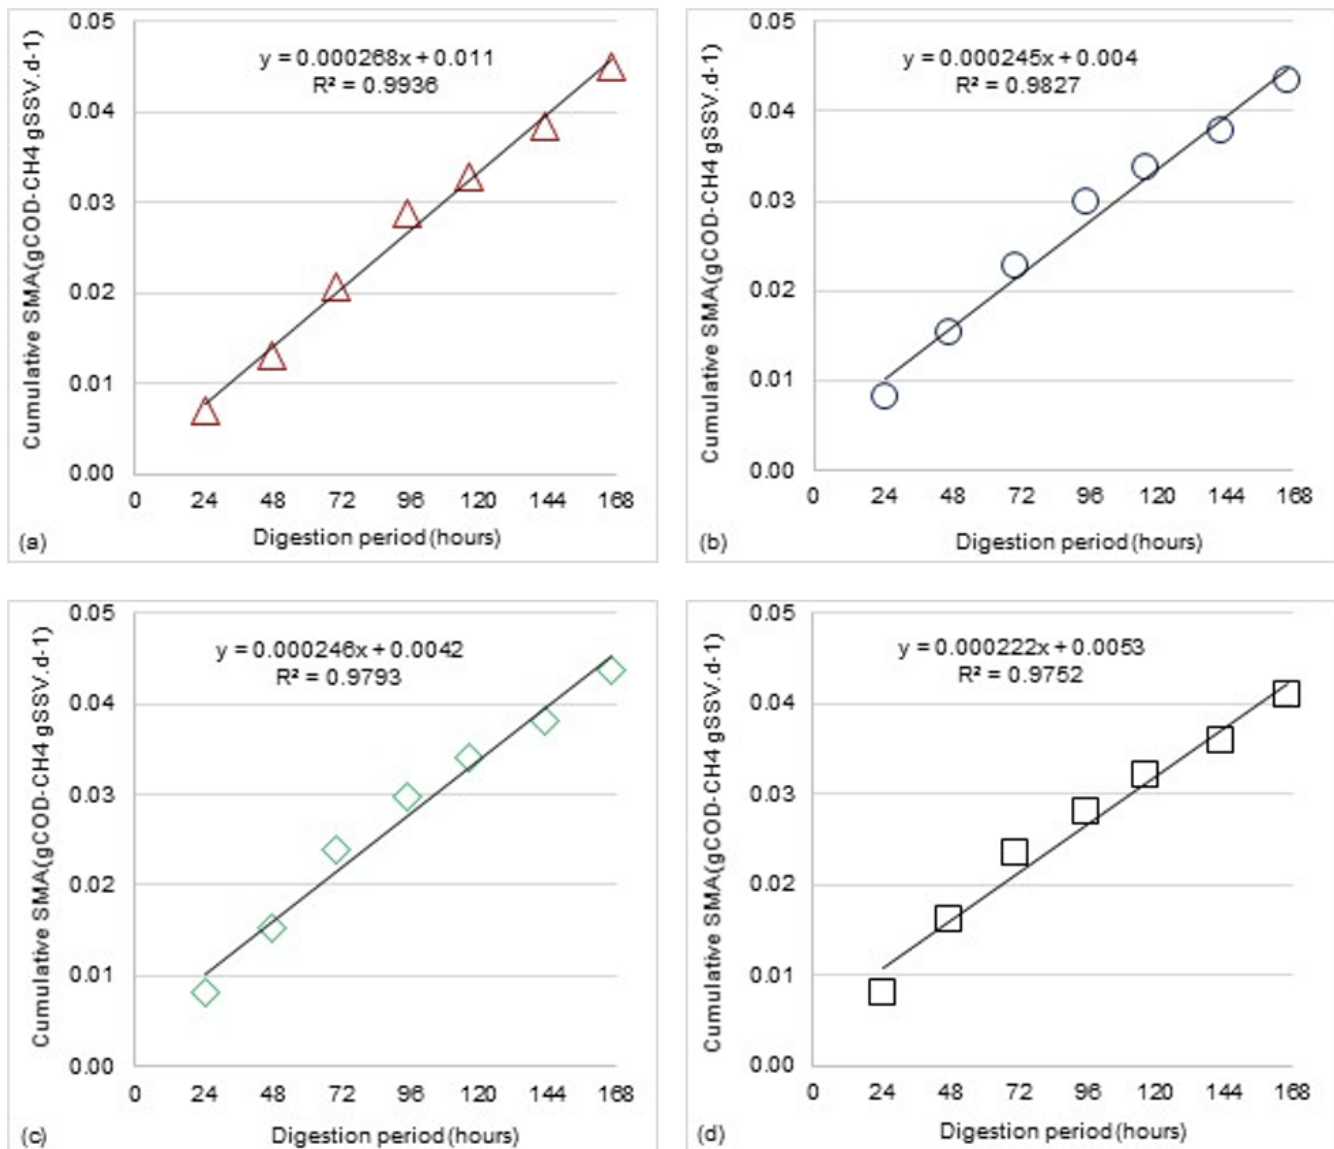 Cumulative SMA(gCOD-CH4 gSSV.d-1)
0.05
0.04
0.03
0.02
0.01
0.00
y = 0.000268x + 0.011
R² = 0.9936
0 24 48 72 96 120 144 168
(a) Digestion period (hours)
Cumulative SMA(gCOD-CH4 gSSV.d-1)
0.05
0.04
0.03
0.02
0.01
0.00
y = 0.000245x + 0.004
R² = 0.9827
0 24 48 72 96 120 144 168
(b) Digestion period (hours)
Cumulative SMA(gCOD-CH4 gSSV.d-1)
0.05
0.04
0.03
0.02
0.01
0.00
y = 0.000246x + 0.0042
R² = 0.9793
0 24 48 72 96 120 144 168
(c) Digestion period (hours)
Cumulative SMA(gCOD-CH4 gSSV.d-1)
0.05
0.04
0.03
0.02
0.01
0.00
y = 0.000222x + 0.0053
R² = 0.9752
0 24 48 72 96 120 144 168
(d) Digestion period (hours)